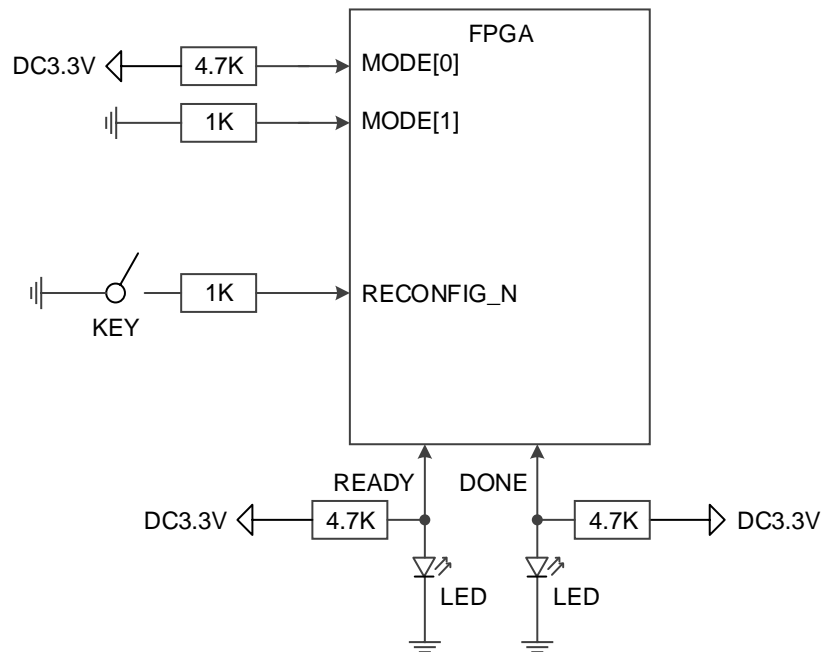 FPGA
DC3.3V
4.7K
MODE[0]
1K
MODE[1]
1K
RECONFIG_N
KEY
READY
DONE
DC3.3V
4.7K
4.7K
DC3.3V
LED
LED